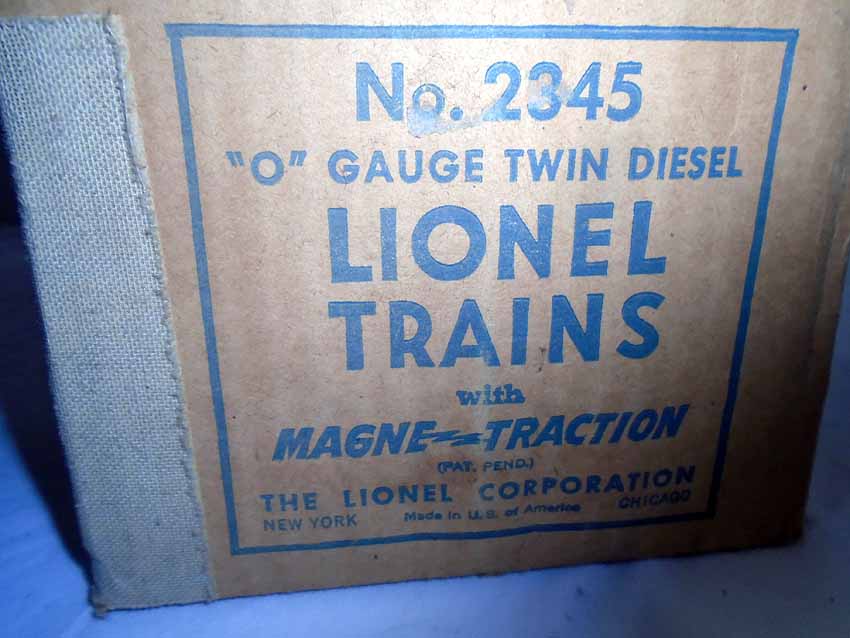 No. 2345
"O" GAUGE TWIN DIESEL
LIONEL
TRAINS
with
MAGNE-TRACTION
(PAT. PEND.)
THE LIONEL CORPORATION
NEW YORK Made in U.S. of America CHICAGO